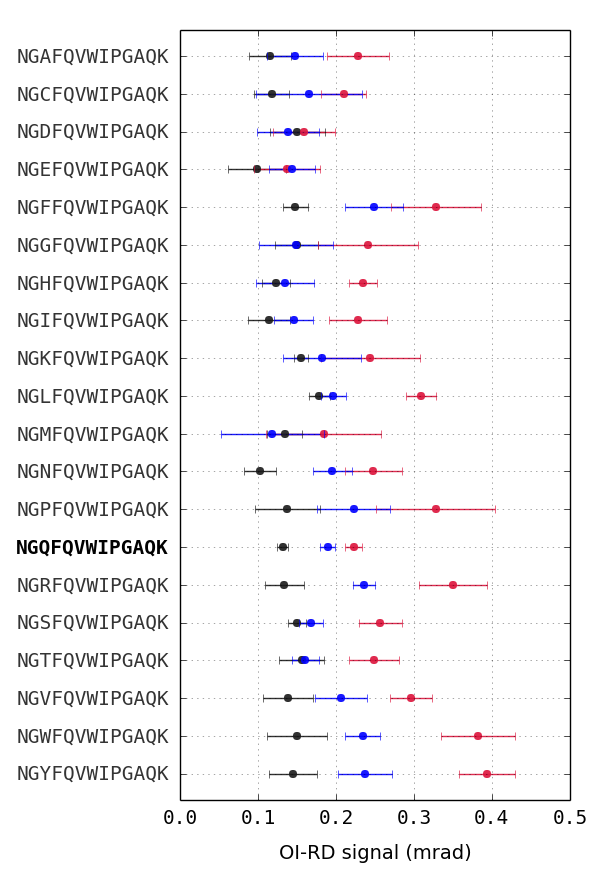 NGAFQVWIPGAQK
NGCFQVWIPGAQK
NGDFQVWIPGAQK
NGEFQVWIPGAQK
NGFFQVWIPGAQK
NGGFQVWIPGAQK
NGHFQVWIPGAQK
NGIFQVWIPGAQK
NGKFQVWIPGAQK
NGLFQVWIPGAQK
NGMFQVWIPGAQK
NGNFQVWIPGAQK
NGPFQVWIPGAQK
NGQFQVWIPGAQK
NGRFQVWIPGAQK
NGSFQVWIPGAQK
NGTFQVWIPGAQK
NGVFQVWIPGAQK
NGWFQVWIPGAQK
NGYFQVWIPGAQK
0.0 0.1 0.2 0.3 0.4 0.5
OI-RD signal (mrad)